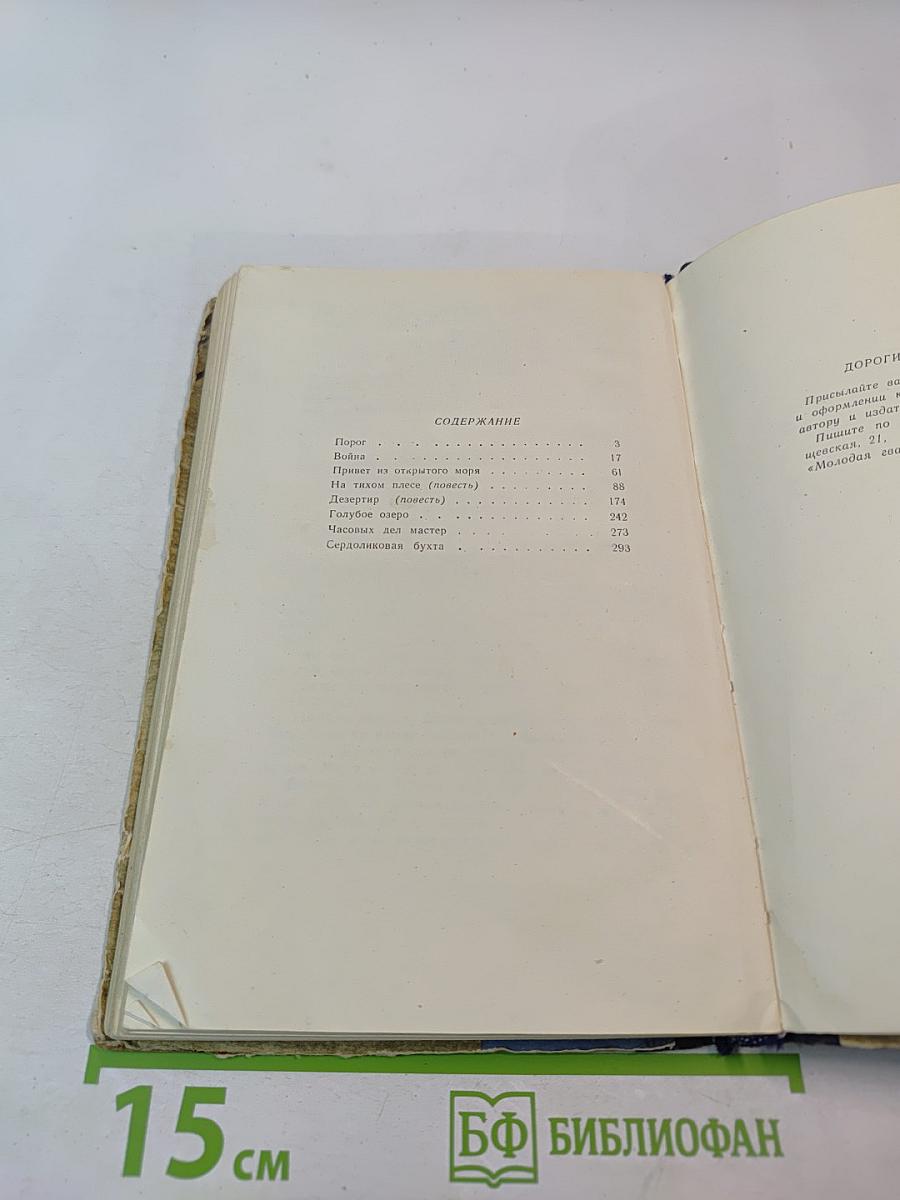 СОДЕРЖАНИЕ
Порог . . . . . . . . . . . . . . . . 3
Война . . . . . . . . . . . . . . . . 17
Привет из открытого моря . . . . . . . . . 61
На тихом плесе (повесть) . . . . . . . . . . 88
Дезертир (повесть) . . . . . . . . . . . 174
Голубое озеро . . . . . . . . . . . . . 242
Часовых дел мастер . . . . . . . . . . 273
Сердоликовая бухта . . . . . . . . . . 293
ДОРОГИ
Присылайте ва
и оформлении к
автору и издат
Пишите по
щевская, 21,
«Молодая гва
15 см
БФ БИБЛИОФАН